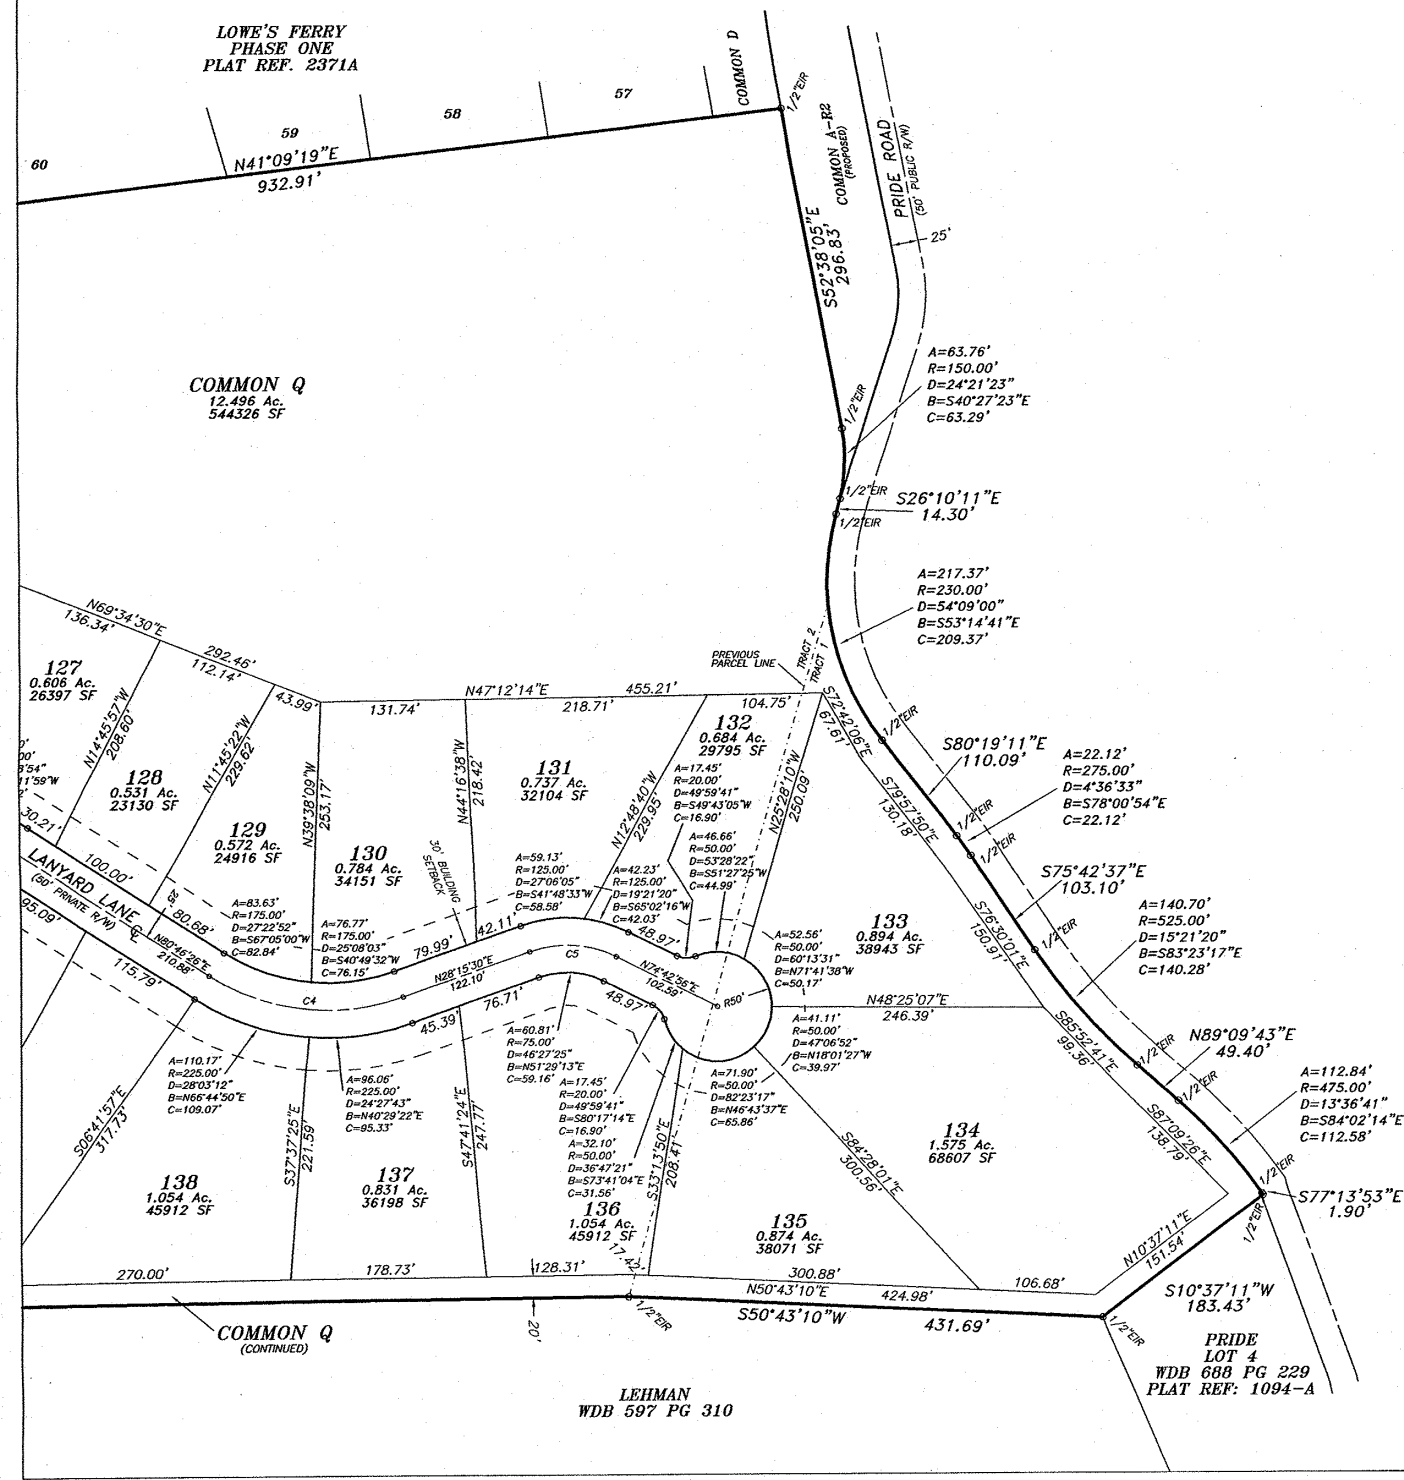 LOWE'S FERRY
PHASE ONE
PLAT REF. 2371A
60
59
58
57
COMMON D
1/2"EIR
N41°09'19"E
932.91'
COMMON A-R2
(PROPOSED)
PRIDE ROAD
(50' PUBLIC R/W)
25'
S52°38'05"E
296.83'
COMMON Q
12.496 Ac.
544326 SF
1/2"EIR
A=63.76'
R=150.00'
D=24°21'23"
B=S40°27'23"E
C=63.29'
1/2"EIR
S26°10'11"E
14.30'
1/2"EIR
A=217.37'
R=230.00'
D=54°09'00"
B=S53°14'41"E
C=209.37'
PREVIOUS
PARCEL LINE
TRACT 2
TRACT 1
N69°34'30"E
136.34'
292.46'
112.14'
43.99'
N47°12'14"E
455.21'
131.74'
218.71'
104.75'
S72°42'06"E
67.61'
1/2"EIR
S80°19'11"E
110.09'
A=22.12'
R=275.00'
D=4°36'33"
B=S78°00'54"E
C=22.12'
127
0.606 Ac.
26397 SF
N14°45'57"W
208.60'
128
0.531 Ac.
23130 SF
N11°45'22"W
229.62
129
0.572 Ac.
24916 SF
N39°38'09"W
253.17'
130
0.784 Ac.
34151 SF
N44°16'38"W
218.42'
131
0.737 Ac.
32104 SF
N12°48'40"W
229.95'
132
0.684 Ac.
29795 SF
A=17.45'
R=20.00'
D=49°59'41"
B=S49°43'05"W
C=16.90'
N25°28'10"W
250.09'
S79°57'50"E
130.18'
1/2"EIR
1/2"EIR
S75°42'37"E
103.10'
A=46.66'
R=50.00'
D=53°28'22"
B=S51°27'25"W
C=44.99'
30' BUILDING
SETBACK
A=59.13'
R=125.00'
D=27°06'05"
B=S41°48'33"W
C=58.58'
A=42.23'
R=125.00'
D=19°21'20"
B=S65°02'16"W
C=42.03'
30.21'
LANYARD LANE
(50' PRIVATE R/W)
100.00'
25'
80.68'
95.09'
A=83.63'
R=175.00'
D=27°22'52"
B=S67°05'00"W
C=82.84'
A=76.77'
R=175.00'
D=25°08'03"
B=S40°49'32"W
C=76.15'
79.99'
42.11'
48.97'
133
0.894 Ac.
38943 SF
S76°30'01"E
150.91'
1/2"EIR
A=140.70'
R=525.00'
D=15°21'20"
B=S83°23'17"E
C=140.28'
A=52.56'
R=50.00'
D=60°13'31"
B=N71°41'38"W
C=50.17'
N80°46'26"E
210.88'
C4
N28°15'30"E
122.10'
C5
N74°42'56"E
102.59'
R50'
N48°25'07"E
246.39'
115.79'
45.39'
76.71'
48.97'
A=110.17'
R=225.00'
D=28°03'12"
B=N66°44'50"E
C=109.07'
A=96.06'
R=225.00'
D=24°27'43"
B=N40°29'22"E
C=95.33'
A=60.81'
R=75.00'
D=46°27'25"
B=N51°29'13"E
C=59.16'
A=17.45'
R=20.00'
D=49°59'41"
B=S80°17'14"E
C=16.90'
A=32.10'
R=50.00'
D=36°47'21"
B=S73°41'04"E
C=31.56'
A=71.90'
R=50.00'
D=82°23'17"
B=N46°43'37"E
C=65.86'
A=41.11'
R=50.00'
D=47°06'52"
B=N18°01'27"W
C=39.97'
S85°52'41"E
99.36'
1/2"EIR
N89°09'43"E
49.40'
1/2"EIR
A=112.84'
R=475.00'
D=13°36'41"
B=S84°02'14"E
C=112.58'
S87°09'26"E
138.79'
1/2"EIR
S77°13'53"E
1.90'
1/2"EIR
S06°41'57"E
317.73'
138
1.054 Ac.
45912 SF
S37°37'25"E
221.59'
137
0.831 Ac.
36198 SF
S47°41'24"E
247.77'
136
1.054 Ac.
45912 SF
S33°13'50"E
208.41'
135
0.874 Ac.
38071 SF
S84°28'01"E
300.56'
134
1.575 Ac.
68607 SF
N10°37'11"E
151.54'
270.00'
178.73'
128.31'
17.42'
300.88'
106.68'
N50°43'10"E
424.98'
S10°37'11"W
183.43'
COMMON Q
(CONTINUED)
20'
1/2"EIR
S50°43'10"W
431.69'
1/2"EIR
PRIDE
LOT 4
WDB 688 PG 229
PLAT REF: 1094-A
LEHMAN
WDB 597 PG 310